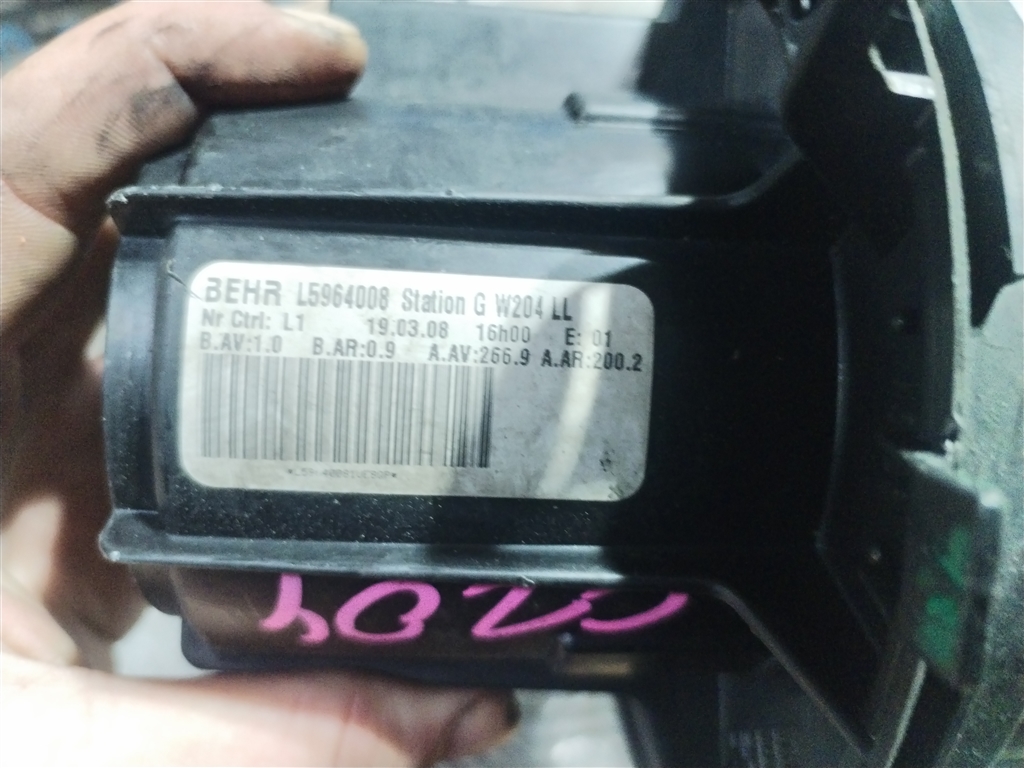 BEHR L5964008 Station G W204 LL
Nr Ctrl: L1 19.03.08 16h00 E: 01
B.AV:1.0 B.AR:0.9 A.AV:266.9 A.AR:200.2